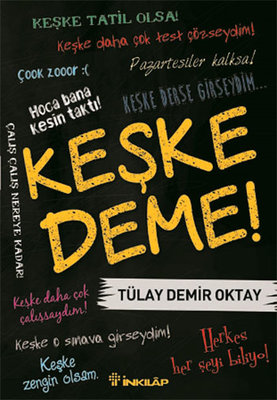 KEŞKE TATİL OLSA!
Keşke daha çok test çözseydim!
Çook zooor :(
Pazartesiler kalksa!
Hoca bana
kesin taktı!
KEŞKE DERSE GİRSEYDİM...
ÇALIŞ ÇALIŞ NEREYE KADAR!
KEŞKE
DEME!
TÜLAY DEMİR OKTAY
Keşke daha çok
çalışsaydım!
Keşke o sınava girseydim!
Herkes
her şeyi biliyo!
Keşke
zengin olsam.
İNKILÂP